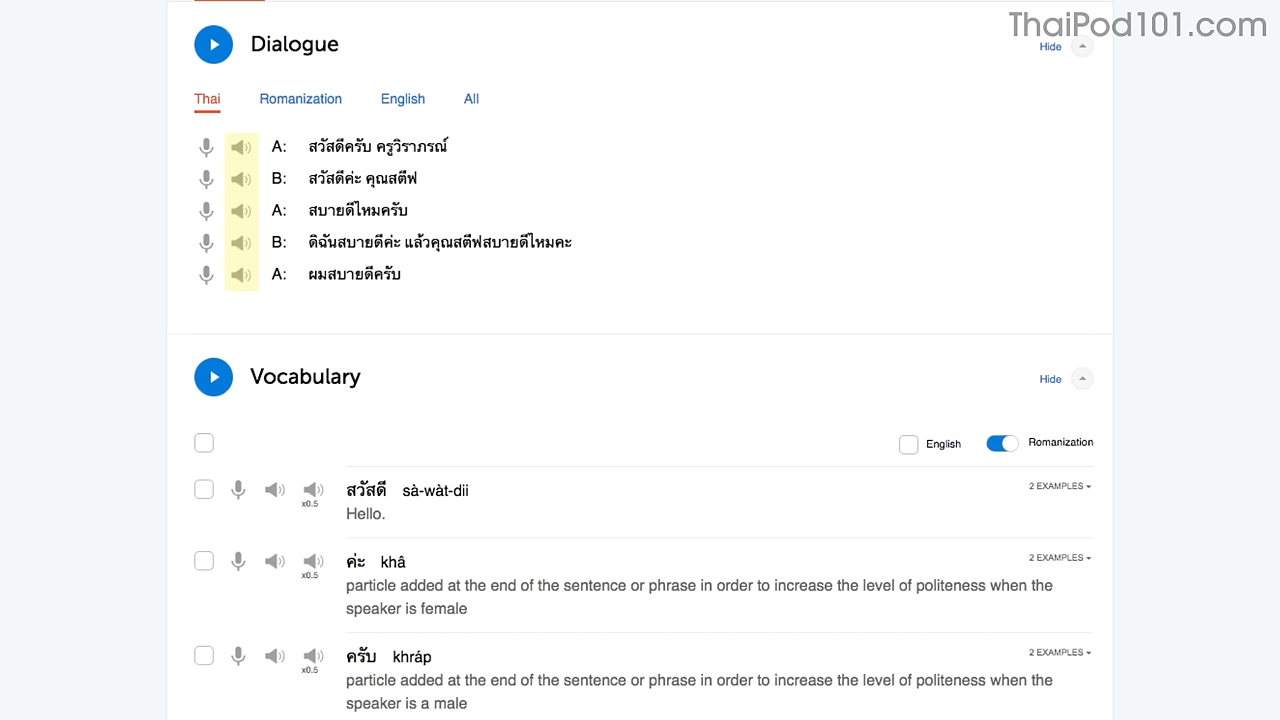 ThaiPod101.com
Dialogue
Hide
Thai Romanization English All
A: สวัสดีครับ ครูวิราภรณ์
B: สวัสดีค่ะ คุณสตีฟ
A: สบายดีไหมครับ
B: ดิฉันสบายดีค่ะ แล้วคุณสตีฟสบายดีไหมคะ
A: ผมสบายดีครับ
Vocabulary
Hide
English Romanization
สวัสดี sà-wàt-dii
2 EXAMPLES
x0.5
Hello.
ค่ะ khâ
2 EXAMPLES
x0.5
particle added at the end of the sentence or phrase in order to increase the level of politeness when the
speaker is female
ครับ khráp
2 EXAMPLES
x0.5
particle added at the end of the sentence or phrase in order to increase the level of politeness when the
speaker is a male